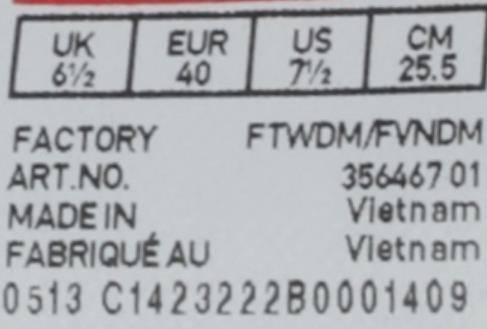 UK EUR US CM
6½ 40 7½ 25.5
FACTORY FTWDM/FVNDM
ART.NO. 356467 01
MADE IN Vietnam
FABRIQUÉ AU Vietnam
0513 C1423222B0001409